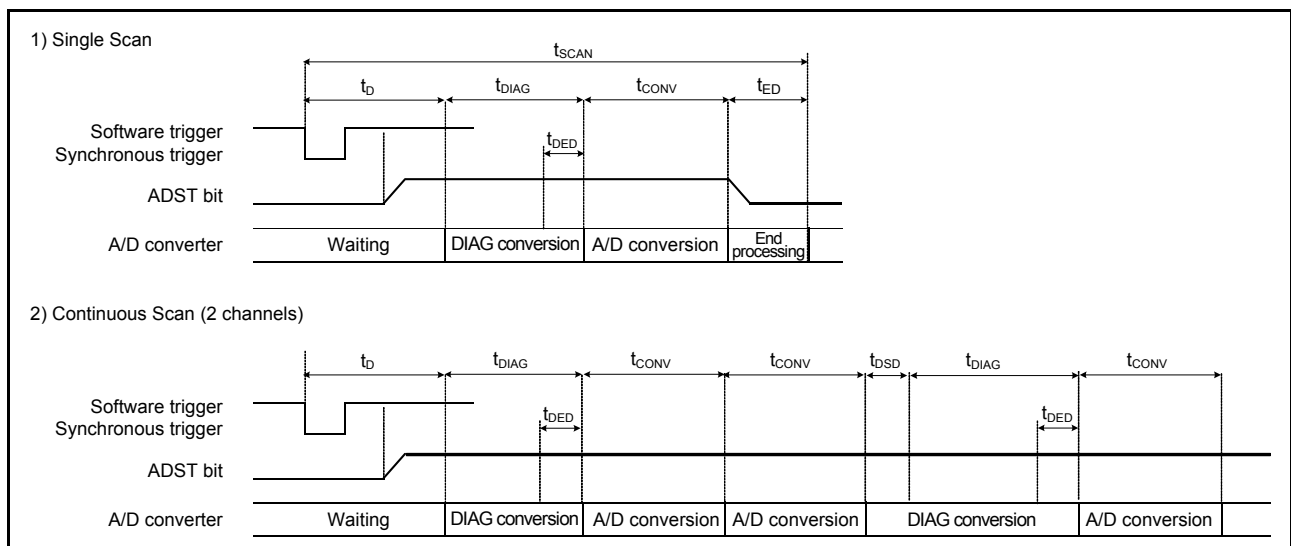 1) Single Scan
tSCAN
tD tDIAG tCONV tED
Software trigger
Synchronous trigger
tDED
ADST bit
A/D converter Waiting DIAG conversion A/D conversion End processing
2) Continuous Scan (2 channels)
tD tDIAG tCONV tCONV tDSD tDIAG tCONV
Software trigger
Synchronous trigger
tDED tDED
ADST bit
A/D converter Waiting DIAG conversion A/D conversion A/D conversion DIAG conversion A/D conversion